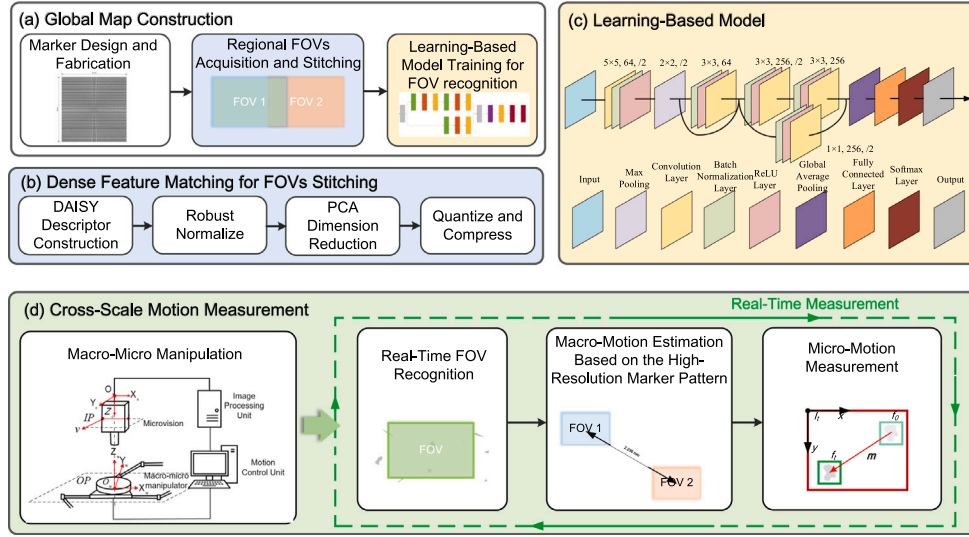 (a) Global Map Construction
Marker Design and
Fabrication
Regional FOVs
Acquisition and Stitching
FOV 1
FOV 2
Learning-Based
Model Training for
FOV recognition
(b) Dense Feature Matching for FOVs Stitching
DAISY
Descriptor
Construction
Robust
Normalize
PCA
Dimension
Reduction
Quantize and
Compress
(c) Learning-Based Model
5×5, 64, /2
2×2, /2
3×3, 64
3×3, 256, /2
3×3, 256
1×1, 256, /2
Input
Max
Pooling
Convolution
Layer
Batch
Normalization
Layer
ReLU
Layer
Global
Average
Pooling
Fully
Connected
Layer
Softmax
Layer
Output
(d) Cross-Scale Motion Measurement
Real-Time Measurement
Macro-Micro Manipulation
O
X
Y
Z
IP
v
Microvision
Image
Processing
Unit
Z
Y
OP
O
X
Macro-micro
manipulator
Motion
Control Unit
Real-Time FOV
Recognition
FOV
Macro-Motion Estimation
Based on the High-
Resolution Marker Pattern
FOV 1
FOV 2
Micro-Motion
Measurement
I_t
x
f_0
y
f_t
m